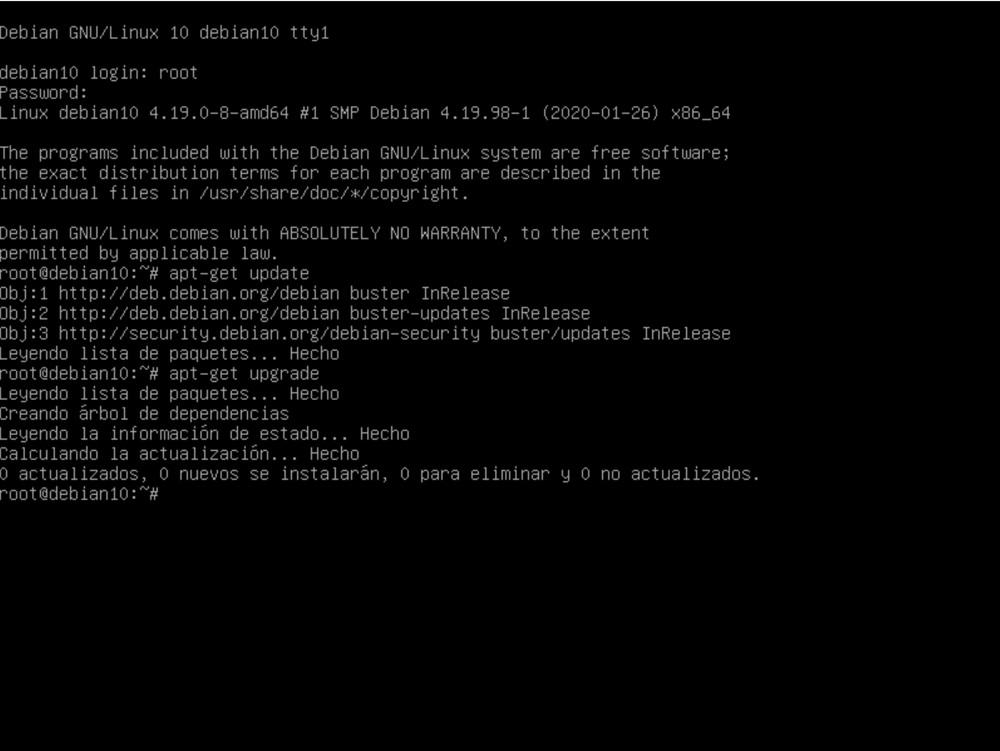 Debian GNU/Linux 10 debian10 tty1
debian10 login: root
Password:
Linux debian10 4.19.0-8-amd64 #1 SMP Debian 4.19.98-1 (2020-01-26) x86_64
The programs included with the Debian GNU/Linux system are free software;
the exact distribution terms for each program are described in the
individual files in /usr/share/doc/*/copyright.
Debian GNU/Linux comes with ABSOLUTELY NO WARRANTY, to the extent
permitted by applicable law.
root@debian10:~# apt-get update
Obj:1 http://deb.debian.org/debian buster InRelease
Obj:2 http://deb.debian.org/debian buster-updates InRelease
Obj:3 http://security.debian.org/debian-security buster/updates InRelease
Leyendo lista de paquetes... Hecho
root@debian10:~# apt-get upgrade
Leyendo lista de paquetes... Hecho
Creando árbol de dependencias
Leyendo la información de estado... Hecho
Calculando la actualización... Hecho
0 actualizados, 0 nuevos se instalarán, 0 para eliminar y 0 no actualizados.
root@debian10:~#